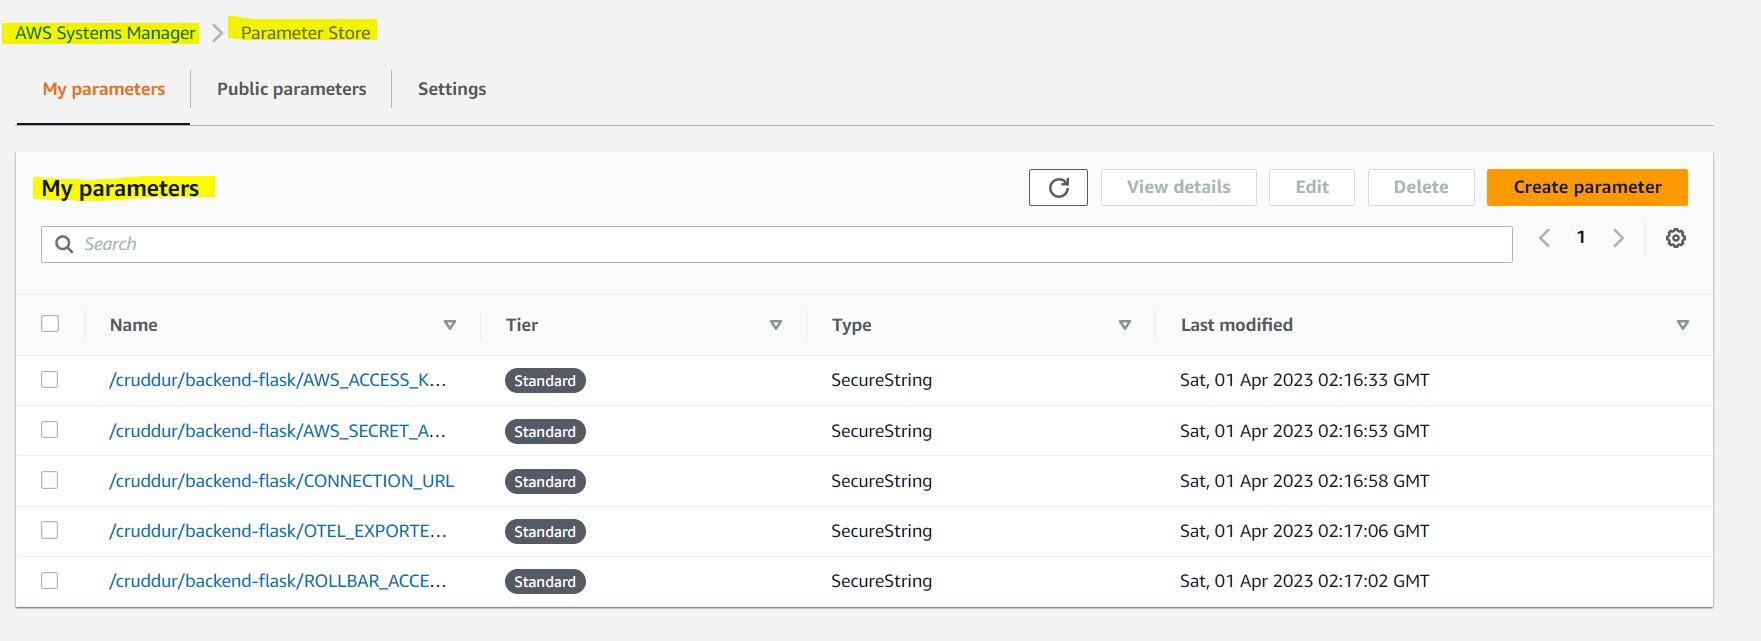 AWS Systems Manager > Parameter Store
My parameters Public parameters Settings
My parameters View details Edit Delete Create parameter
Search 1
Name Tier Type Last modified
/cruddur/backend-flask/AWS_ACCESS_K... Standard SecureString Sat, 01 Apr 2023 02:16:33 GMT
/cruddur/backend-flask/AWS_SECRET_A... Standard SecureString Sat, 01 Apr 2023 02:16:53 GMT
/cruddur/backend-flask/CONNECTION_URL Standard SecureString Sat, 01 Apr 2023 02:16:58 GMT
/cruddur/backend-flask/OTEL_EXPORTE... Standard SecureString Sat, 01 Apr 2023 02:17:06 GMT
/cruddur/backend-flask/ROLLBAR_ACCE... Standard SecureString Sat, 01 Apr 2023 02:17:02 GMT